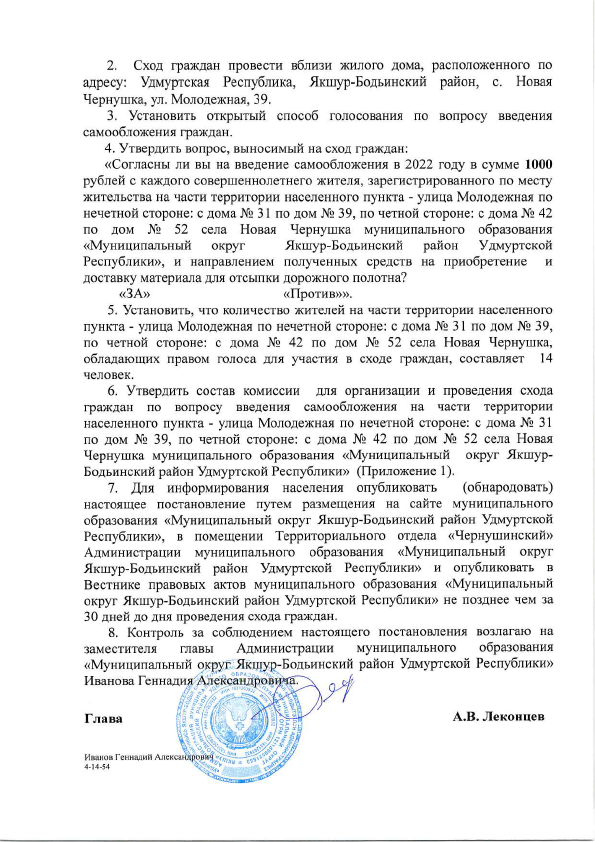 2. Сход граждан провести вблизи жилого дома, расположенного по
адресу: Удмуртская Республика, Якшур-Бодьинский район, с. Новая
Чернушка, ул. Молодежная, 39.
3. Установить открытый способ голосования по вопросу введения
самообложения граждан.
4. Утвердить вопрос, выносимый на сход граждан:
«Согласны ли вы на введение самообложения в 2022 году в сумме 1000
рублей с каждого совершеннолетнего жителя, зарегистрированного по месту
жительства на части территории населенного пункта - улица Молодежная по
нечетной стороне: с дома № 31 по дом № 39, по четной стороне: с дома № 42
по дом № 52 села Новая Чернушка муниципального образования
«Муниципальный округ Якшур-Бодьинский район Удмуртской
Республики», и направлением полученных средств на приобретение и
доставку материала для отсыпки дорожного полотна?
«ЗА» «Против»».
5. Установить, что количество жителей на части территории населенного
пункта - улица Молодежная по нечетной стороне: с дома № 31 по дом № 39,
по четной стороне: с дома № 42 по дом № 52 села Новая Чернушка,
обладающих правом голоса для участия в сходе граждан, составляет 14
человек.
6. Утвердить состав комиссии для организации и проведения схода
граждан по вопросу введения самообложения на части территории
населенного пункта - улица Молодежная по нечетной стороне: с дома № 31
по дом № 39, по четной стороне: с дома № 42 по дом № 52 села Новая
Чернушка муниципального образования «Муниципальный округ Якшур-
Бодьинский район Удмуртской Республики» (Приложение 1).
7. Для информирования населения опубликовать (обнародовать)
настоящее постановление путем размещения на сайте муниципального
образования «Муниципальный округ Якшур-Бодьинский район Удмуртской
Республики», в помещении Территориального отдела «Чернушинский»
Администрации муниципального образования «Муниципальный округ
Якшур-Бодьинский район Удмуртской Республики» и опубликовать в
Вестнике правовых актов муниципального образования «Муниципальный
округ Якшур-Бодьинский район Удмуртской Республики» не позднее чем за
30 дней до дня проведения схода граждан.
8. Контроль за соблюдением настоящего постановления возлагаю на
заместителя главы Администрации муниципального образования
«Муниципальный округ Якшур-Бодьинский район Удмуртской Республики»
Иванова Геннадия Александровича.
Глава А.В. Леконцев
Иванов Геннадий Александрович
4-14-54